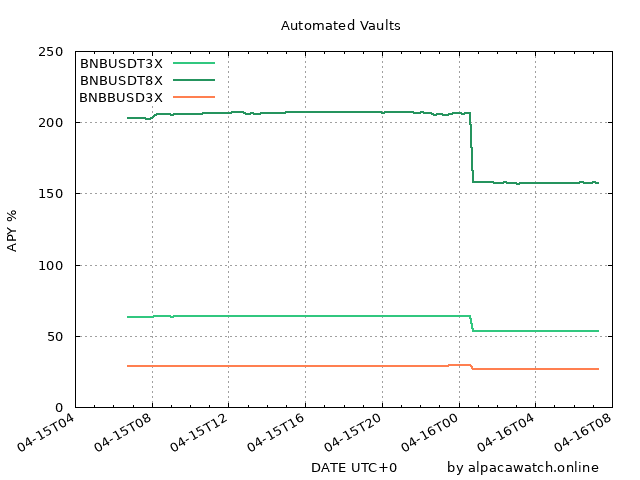 Automated Vaults
250
200
150
100
50
0
APY %
BNBUSDT3X
BNBUSDT8X
BNBBUSD3X
04-15T04
04-15T08
04-15T12
04-15T16
04-15T20
04-16T00
04-16T04
04-16T08
DATE UTC+0
by alpacawatch.online